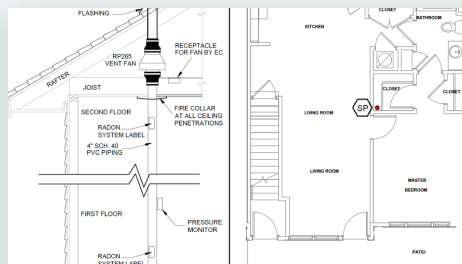 FLASHING
RP265
VENT FAN
RECEPTACLE
FOR FAN BY EC
RAFTER
JOIST
SECOND FLOOR
FIRE COLLAR
AT ALL CEILING
PENETRATIONS
RADON
SYSTEM LABEL
4" SCH. 40
PVC PIPING
FIRST FLOOR
PRESSURE
MONITOR
RADON
SYSTEM LABEL
KITCHEN
CLOSET
BATHROOM
CLOSET
CLOSET
SP
LIVING ROOM
LIVING ROOM
MASTER
BEDROOM
PATIO